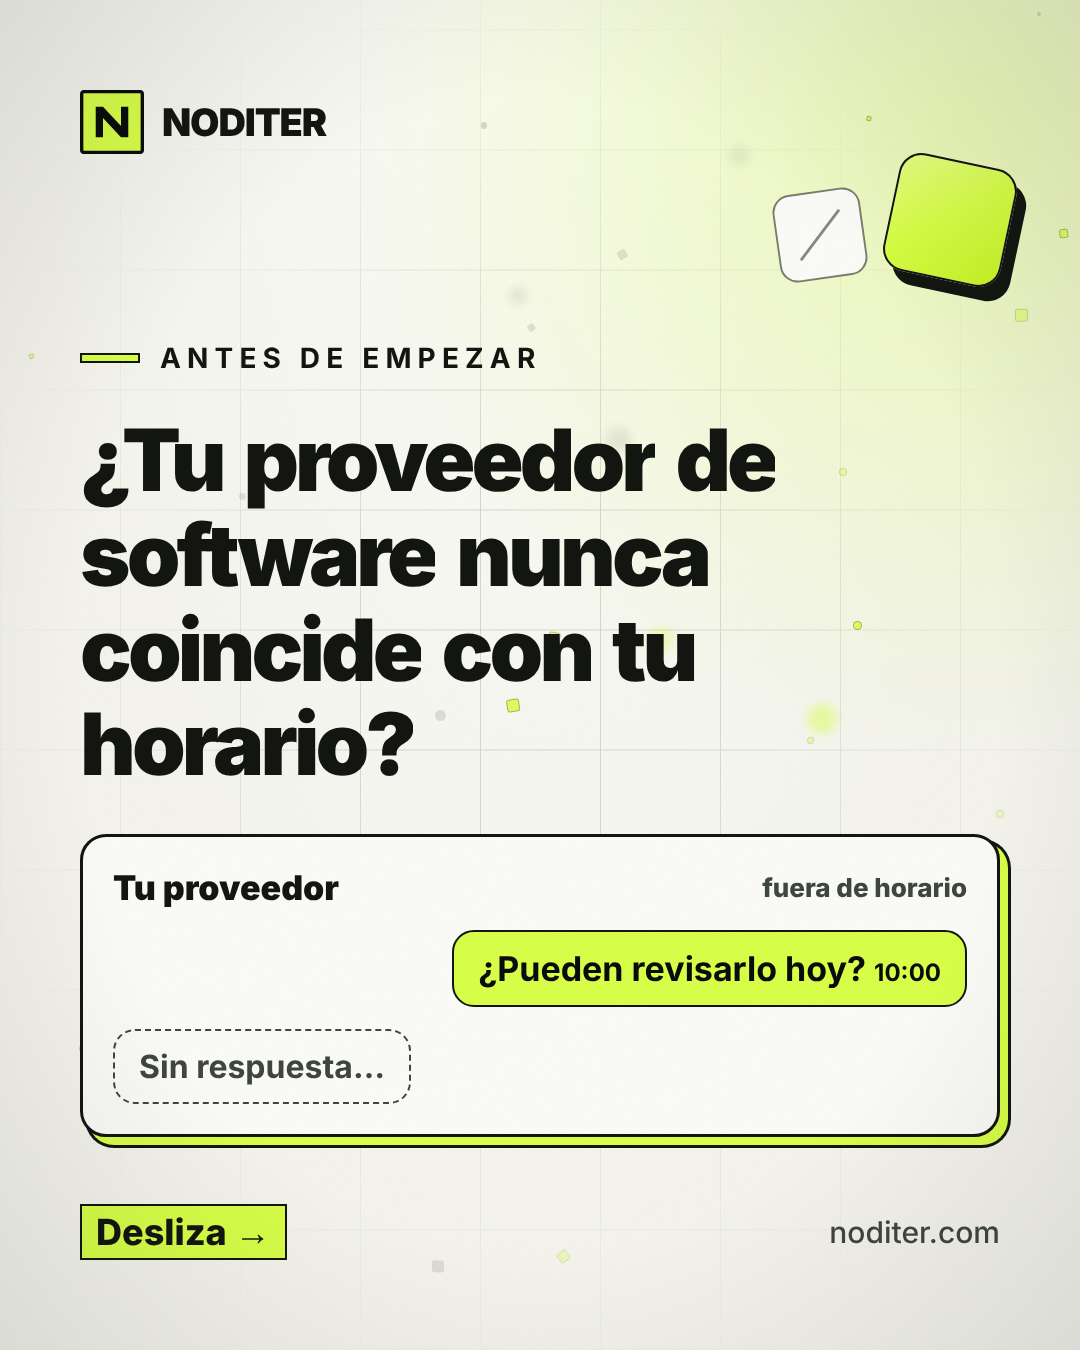 N NODITER
ANTES DE EMPEZAR
¿Tu proveedor de
software nunca
coincide con tu
horario?
Tu proveedor fuera de horario
¿Pueden revisarlo hoy? 10:00
Sin respuesta...
Desliza → noditer.com